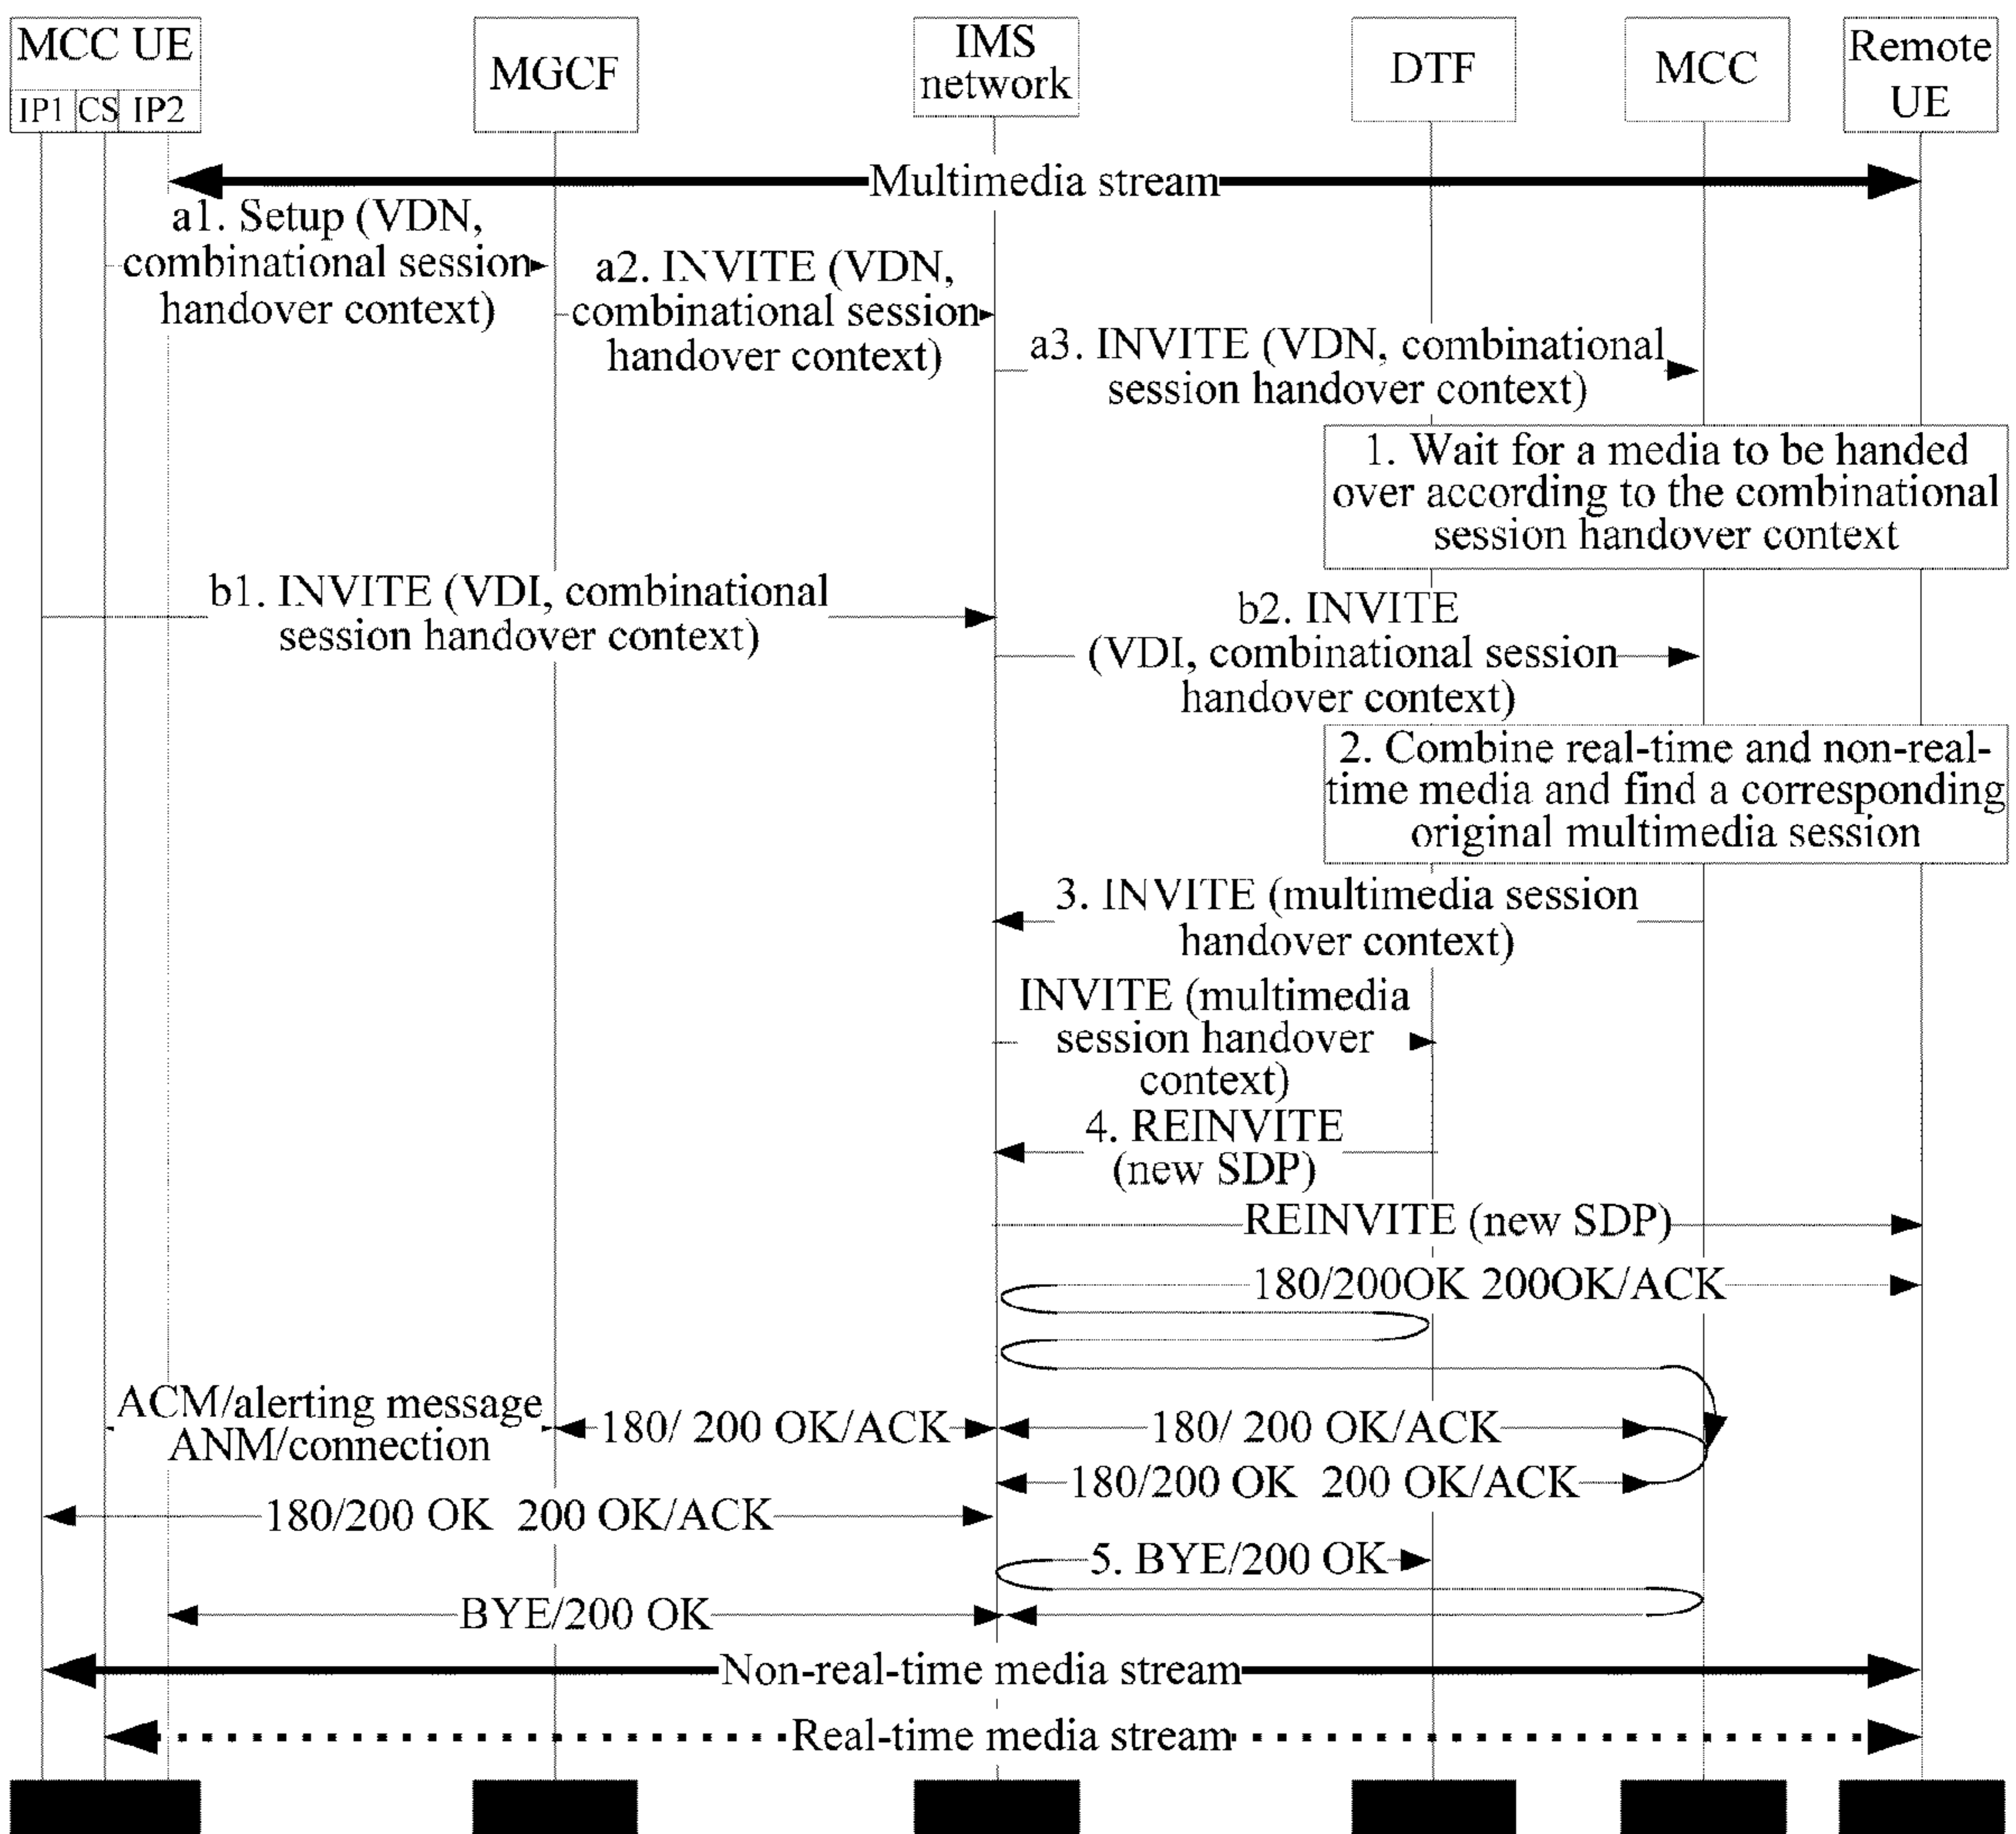 MCC UE
IP1 CS IP2
MGCF
IMS
network
DTF
MCC
Remote
UE
Multimedia stream
a1. Setup (VDN,
combinational session
handover context)
a2. INVITE (VDN,
combinational session
handover context)
a3. INVITE (VDN, combinational
session handover context)
1. Wait for a media to be handed
over according to the combinational
session handover context
b1. INVITE (VDI, combinational
session handover context)
b2. INVITE
(VDI, combinational session
handover context)
2. Combine real-time and non-real-
time media and find a corresponding
original multimedia session
3. INVITE (multimedia session
handover context)
INVITE (multimedia
session handover
context)
4. REINVITE
(new SDP)
REINVITE (new SDP)
180/200OK 200OK/ACK
ACM/alerting message
ANM/connection
180/ 200 OK/ACK
180/ 200 OK/ACK
180/200 OK 200 OK/ACK
180/200 OK 200 OK/ACK
5. BYE/200 OK
BYE/200 OK
Non-real-time media stream
Real-time media stream